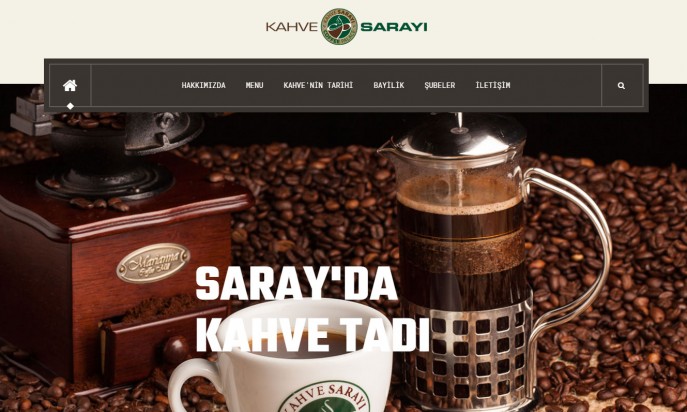 KAHVE SARAYI
HAKKIMIZDA MENU KAHVE'NİN TARİHİ BAYİLİK ŞUBELER İLETİŞİM
SARAY'DA
KAHVE TADI
KAHVE SARAYI